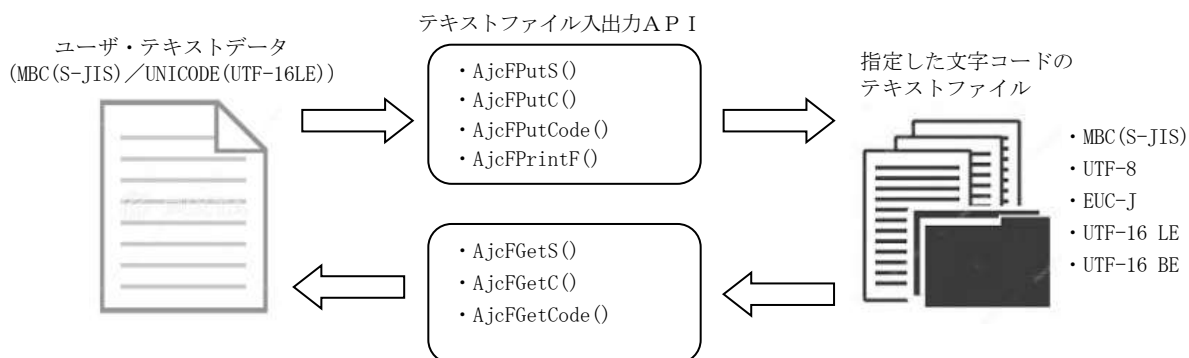 テキストファイル入出力ＡＰＩ
ユーザ・テキストデータ
(MBC(S-JIS)／UNICODE(UTF-16LE))
・AjcFPutS()
・AjcFPutC()
・AjcFPutCode()
・AjcFPrintF()
指定した文字コードの
テキストファイル
・MBC(S-JIS)
・UTF-8
・EUC-J
・UTF-16 LE
・UTF-16 BE
・AjcFGetS()
・AjcFGetC()
・AjcFGetCode()